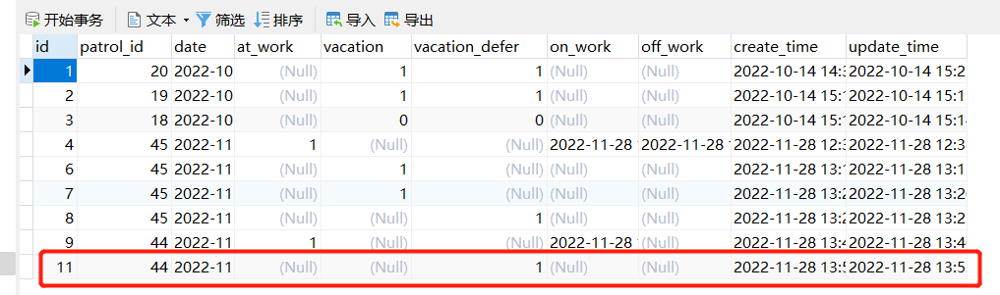 开始事务 文本 筛选 排序 导入 导出
id patrol_id date at_work vacation vacation_defer on_work off_work create_time update_time
1 20 2022-10 (Null) 1 1 (Null) (Null) 2022-10-14 14:3 2022-10-14 15:2
2 19 2022-10 (Null) 1 1 (Null) (Null) 2022-10-14 15:1 2022-10-14 15:1
3 18 2022-10 (Null) 0 0 (Null) (Null) 2022-10-14 15:1 2022-10-14 15:14
4 45 2022-11 1 (Null) (Null) 2022-11-28 1 2022-11-28 1 2022-11-28 12:3 2022-11-28 12:3
6 45 2022-11 (Null) 1 (Null) (Null) (Null) 2022-11-28 13:1 2022-11-28 13:1
7 45 2022-11 (Null) 1 (Null) (Null) (Null) 2022-11-28 13:2 2022-11-28 13:20
8 45 2022-11 (Null) (Null) 1 (Null) (Null) 2022-11-28 13:2 2022-11-28 13:2
9 44 2022-11 1 (Null) (Null) 2022-11-28 1 (Null) 2022-11-28 13:4 2022-11-28 13:4
11 44 2022-11 (Null) (Null) 1 (Null) (Null) 2022-11-28 13:5 2022-11-28 13:5